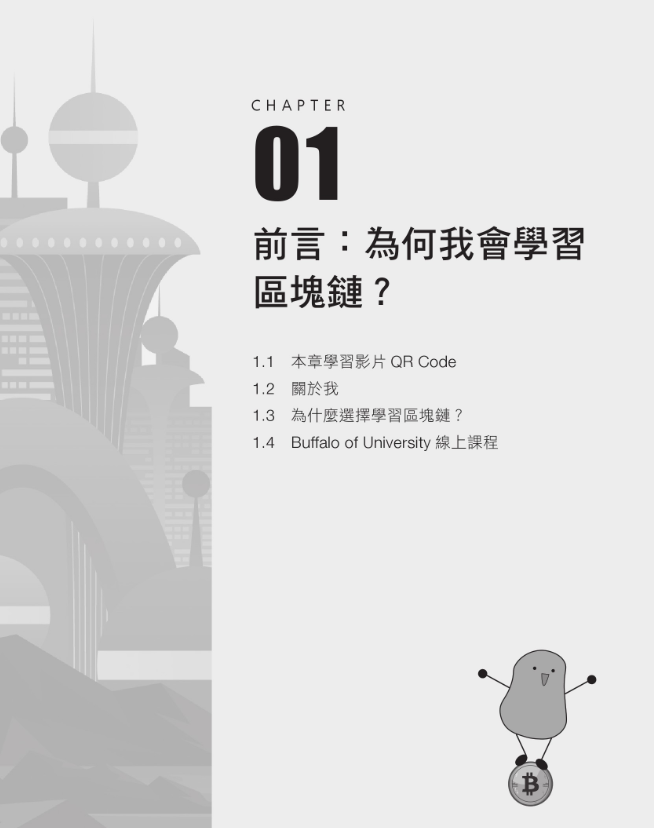 CHAPTER
01
前言：為何我會學習
區塊鏈？
1.1 本章學習影片 QR Code
1.2 關於我
1.3 為什麼選擇學習區塊鏈？
1.4 Buffalo of University 線上課程
₿